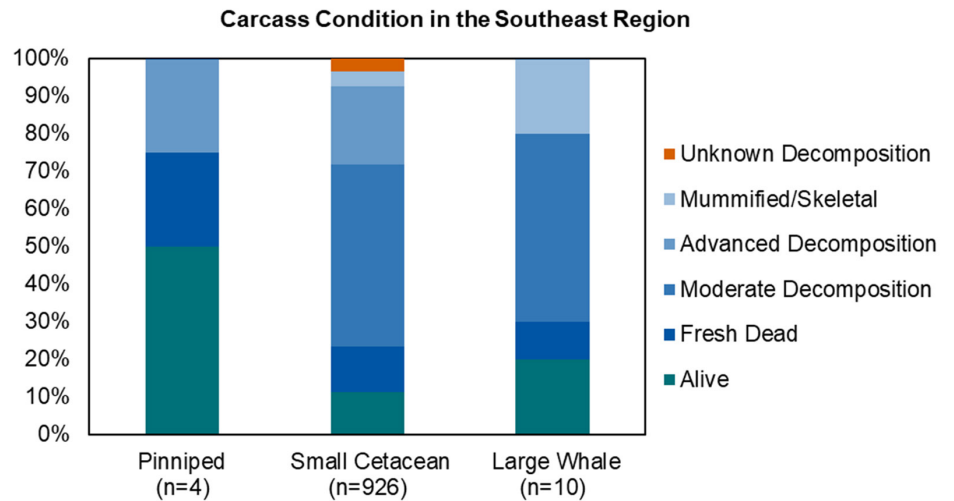 Carcass Condition in the Southeast Region
100%
90%
80%
70%
60%
50%
40%
30%
20%
10%
0%
Unknown Decomposition
Mummified/Skeletal
Advanced Decomposition
Moderate Decomposition
Fresh Dead
Alive
Pinniped
(n=4)
Small Cetacean
(n=926)
Large Whale
(n=10)